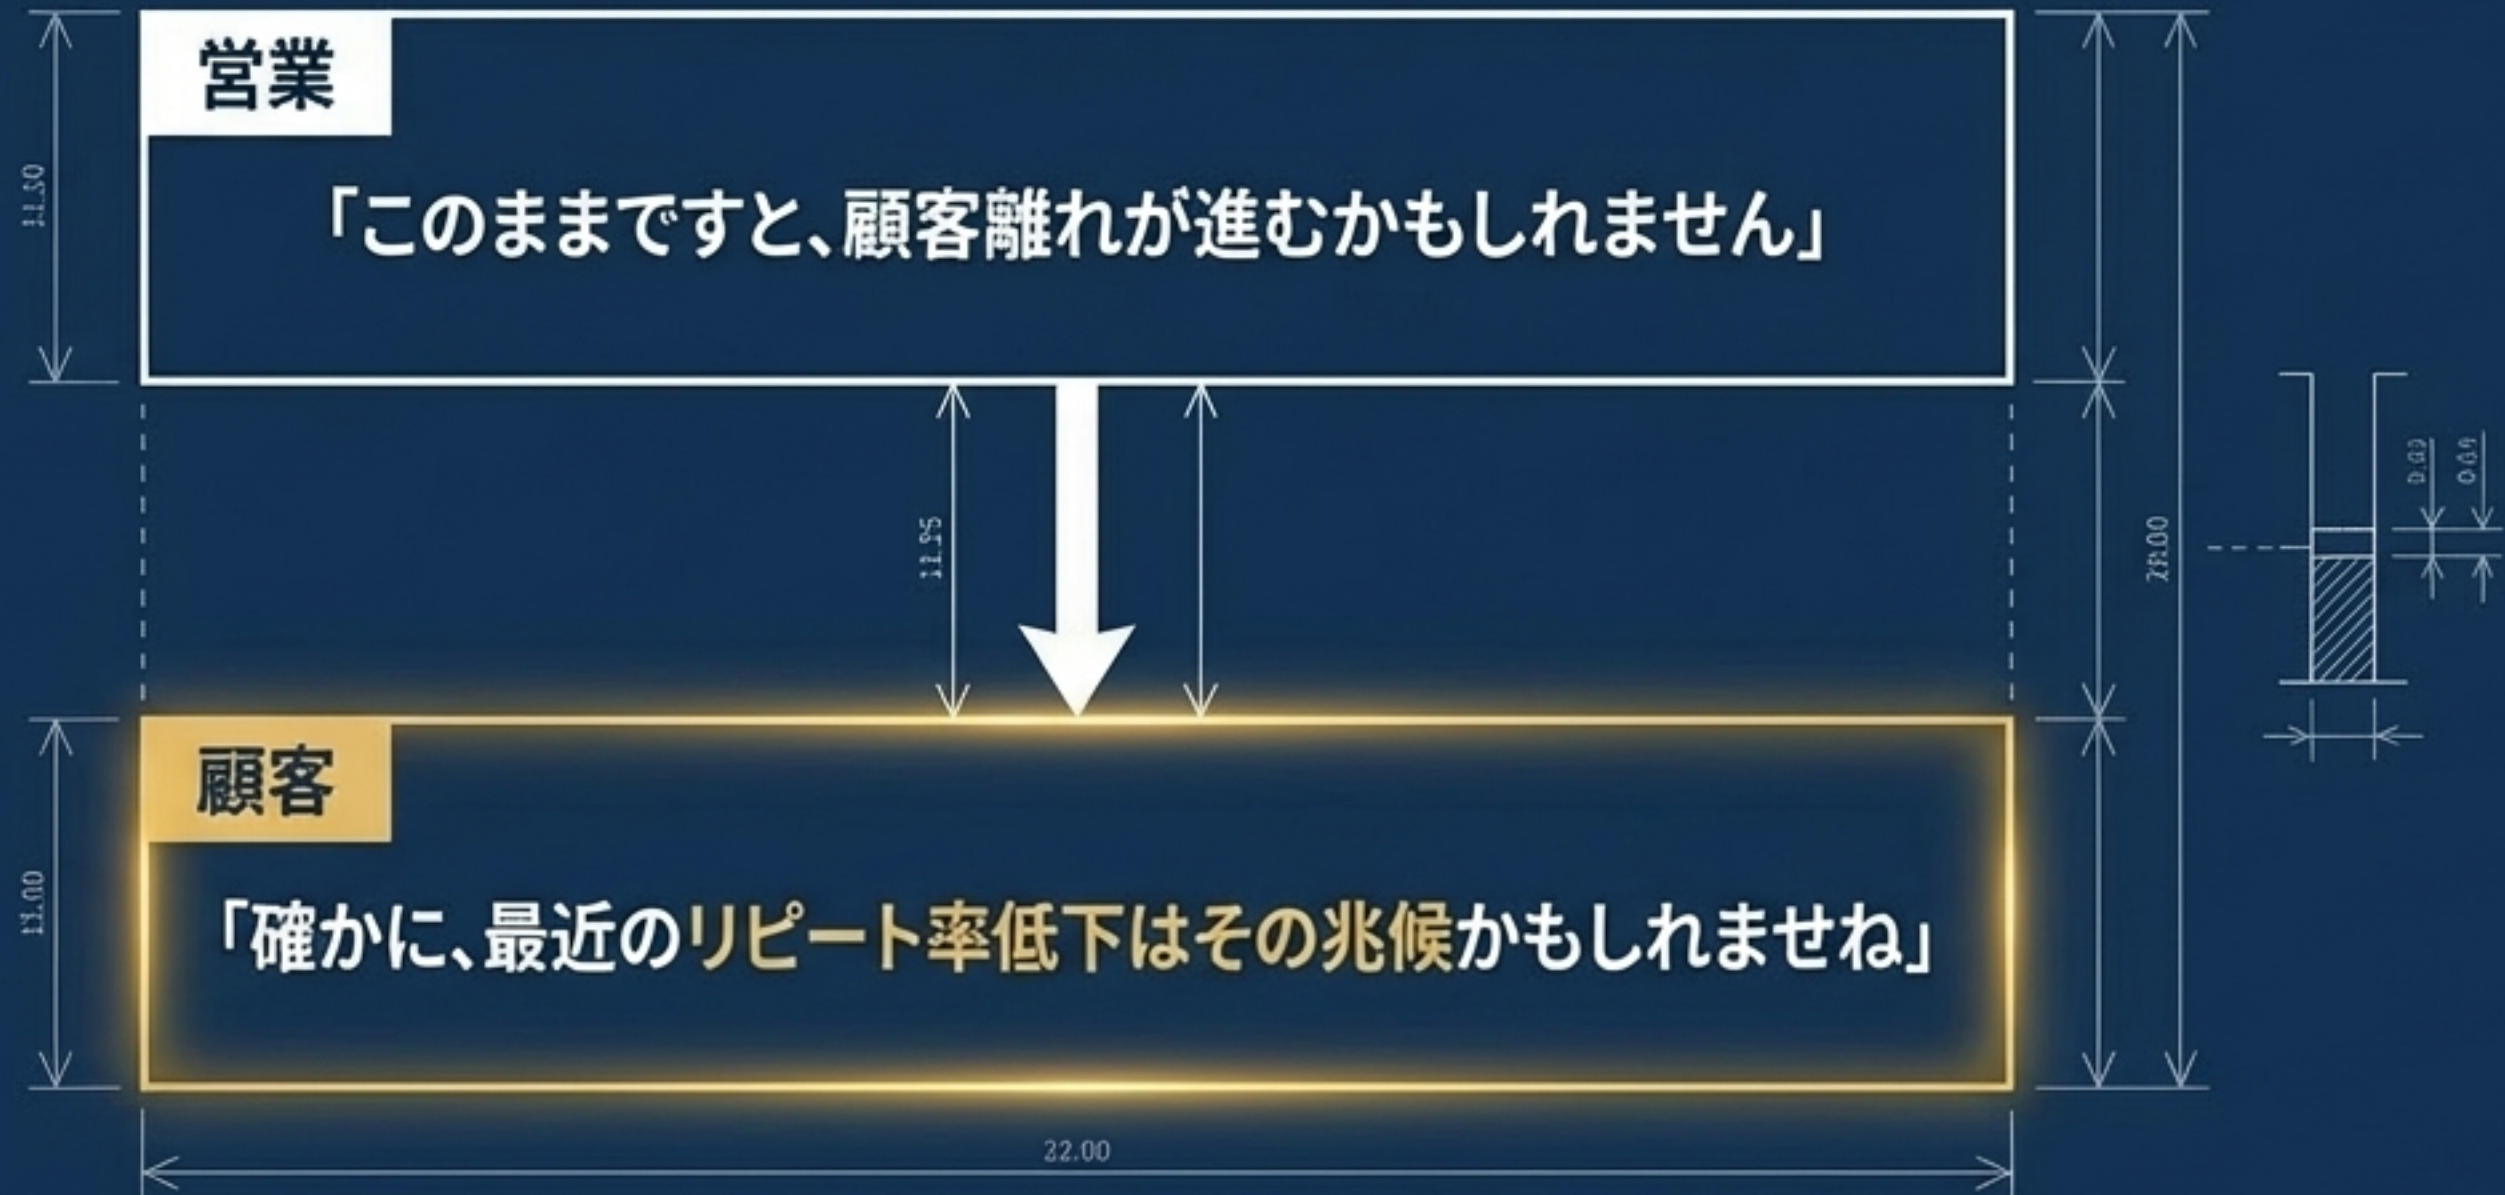 営業
「このままですと、顧客離れが進むかもしれません」
顧客
「確かに、最近のリピート率低下はその兆候かもしれませね」
32.00